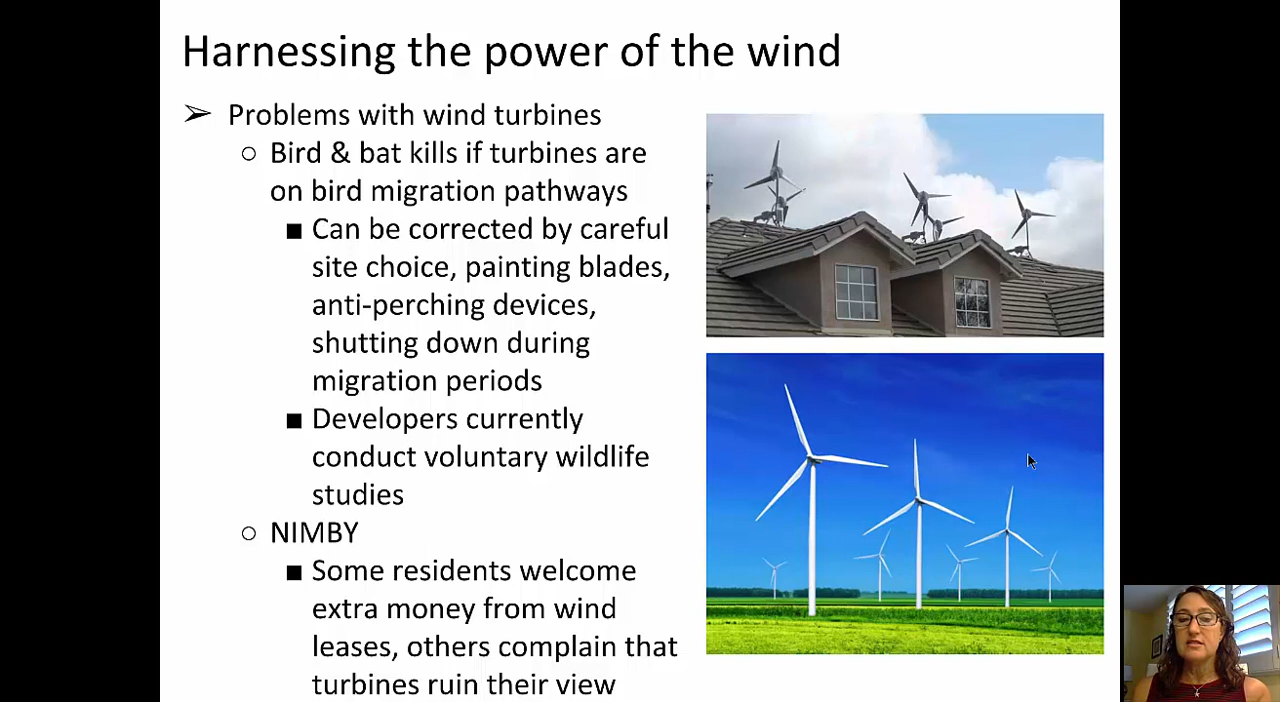 Harnessing the power of the wind
➢ Problems with wind turbines
○ Bird & bat kills if turbines are
on bird migration pathways
■ Can be corrected by careful
site choice, painting blades,
anti-perching devices,
shutting down during
migration periods
■ Developers currently
conduct voluntary wildlife
studies
○ NIMBY
■ Some residents welcome
extra money from wind
leases, others complain that
turbines ruin their view